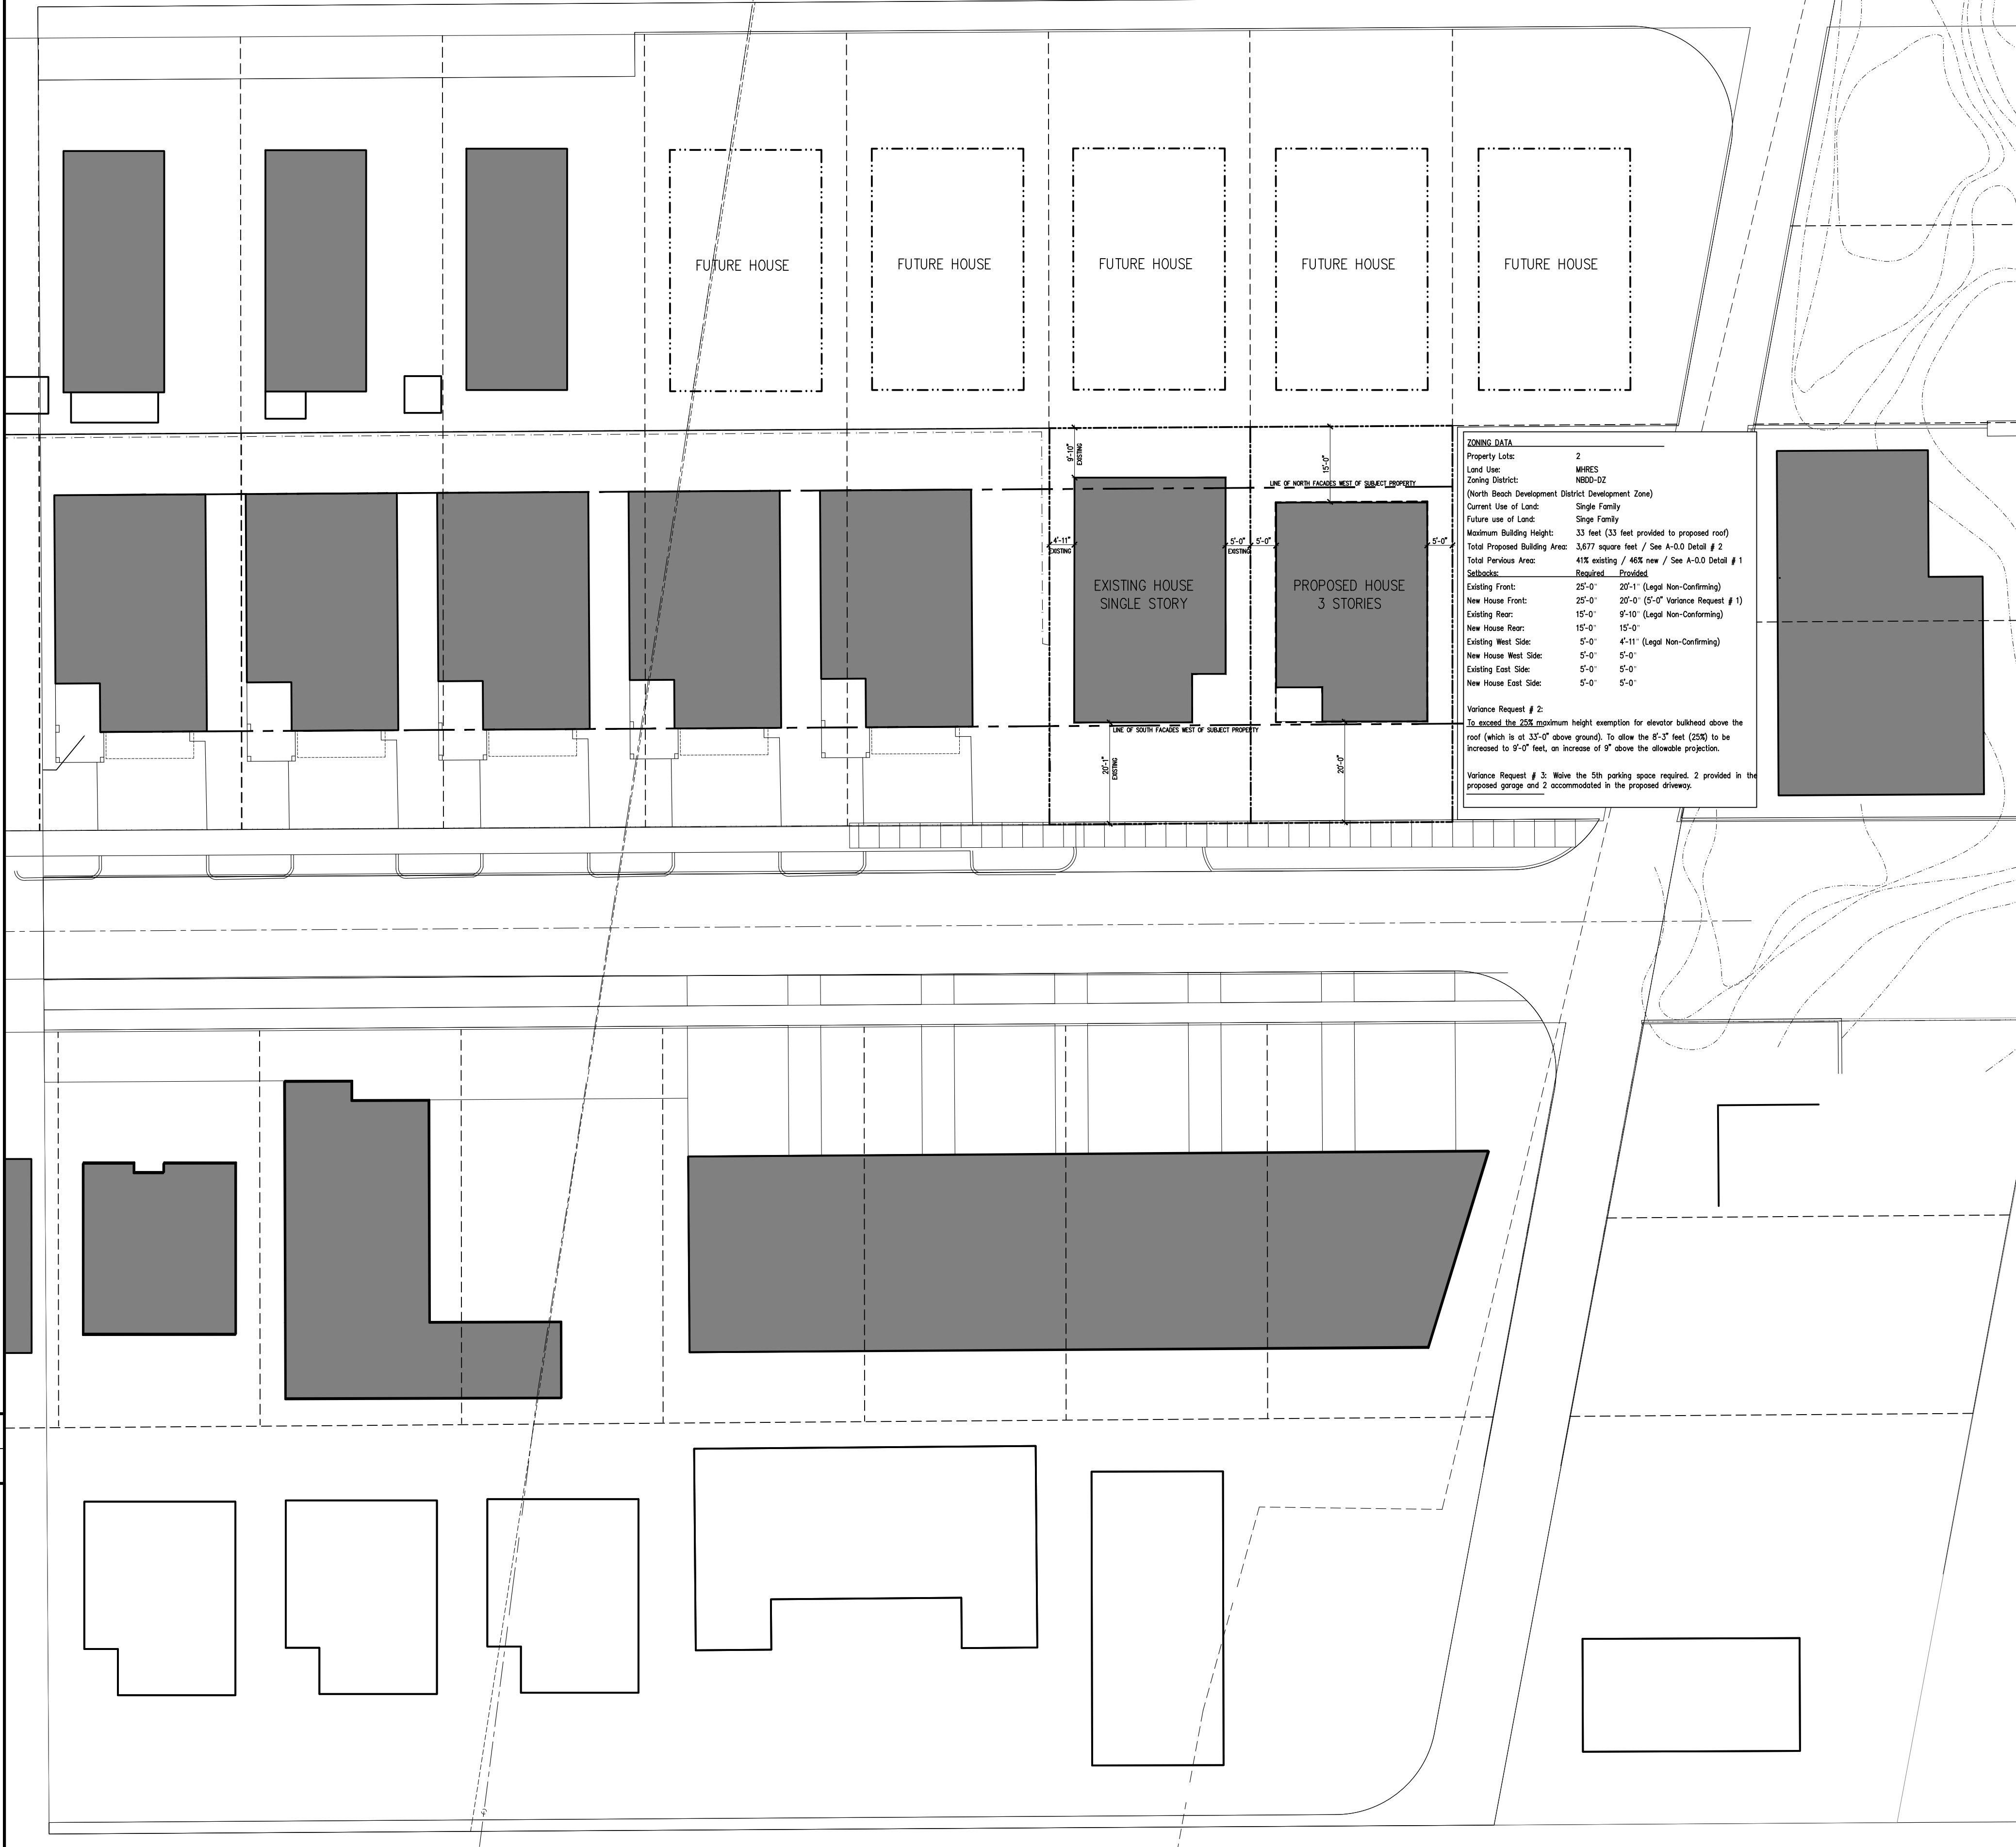 FUTURE HOUSE
FUTURE HOUSE
FUTURE HOUSE
FUTURE HOUSE
FUTURE HOUSE
9'-10"
EXISTING
15'-0"
LINE OF NORTH FACADES WEST OF SUBJECT PROPERTY
4'-11"
EXISTING
5'-0"
EXISTING
5'-0"
5'-0"
EXISTING HOUSE
SINGLE STORY
PROPOSED HOUSE
3 STORIES
LINE OF SOUTH FACADES WEST OF SUBJECT PROPERTY
20'-1"
EXISTING
20'-0"
ZONING DATA
Property Lots: 2
Land Use: MHRES
Zoning District: NBDD-DZ
(North Beach Development District Development Zone)
Current Use of Land: Single Family
Future use of Land: Singe Family
Maximum Building Height: 33 feet (33 feet provided to proposed roof)
Total Proposed Building Area: 3,677 square feet / See A-0.0 Detail # 2
Total Pervious Area: 41% existing / 46% new / See A-0.0 Detail # 1
Setbacks: Required Provided
Existing Front: 25'-0" 20'-1" (Legal Non-Confirming)
New House Front: 25'-0" 20'-0" (5'-0" Variance Request # 1)
Existing Rear: 15'-0" 9'-10" (Legal Non-Conforming)
New House Rear: 15'-0" 15'-0"
Existing West Side: 5'-0" 4'-11" (Legal Non-Confirming)
New House West Side: 5'-0" 5'-0"
Existing East Side: 5'-0" 5'-0"
New House East Side: 5'-0" 5'-0"
Variance Request # 2:
To exceed the 25% maximum height exemption for elevator bulkhead above the
roof (which is at 33'-0" above ground). To allow the 8'-3" feet (25%) to be
increased to 9'-0" feet, an increase of 9" above the allowable projection.
Variance Request # 3: Waive the 5th parking space required. 2 provided in the
proposed garage and 2 accommodated in the proposed driveway.